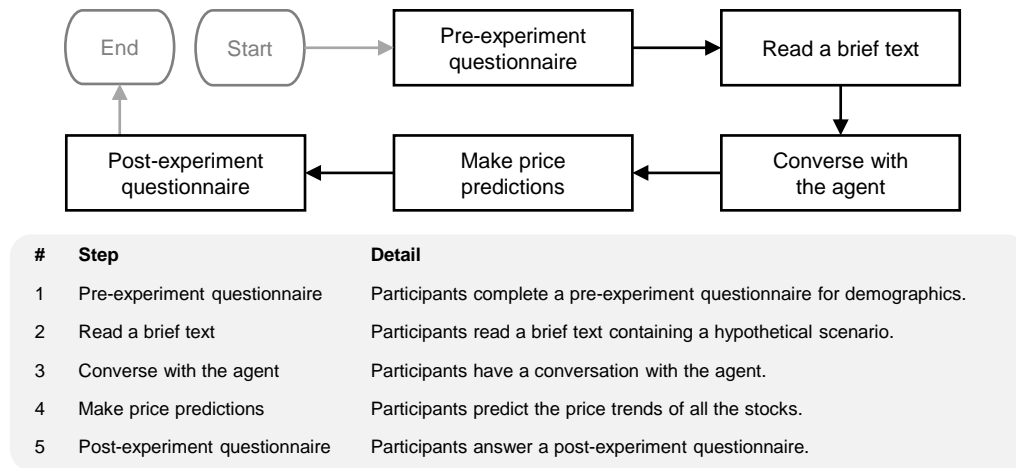 End
Start
Pre-experiment
questionnaire
Read a brief text
Post-experiment
questionnaire
Make price
predictions
Converse with
the agent
# Step Detail
1 Pre-experiment questionnaire Participants complete a pre-experiment questionnaire for demographics.
2 Read a brief text Participants read a brief text containing a hypothetical scenario.
3 Converse with the agent Participants have a conversation with the agent.
4 Make price predictions Participants predict the price trends of all the stocks.
5 Post-experiment questionnaire Participants answer a post-experiment questionnaire.